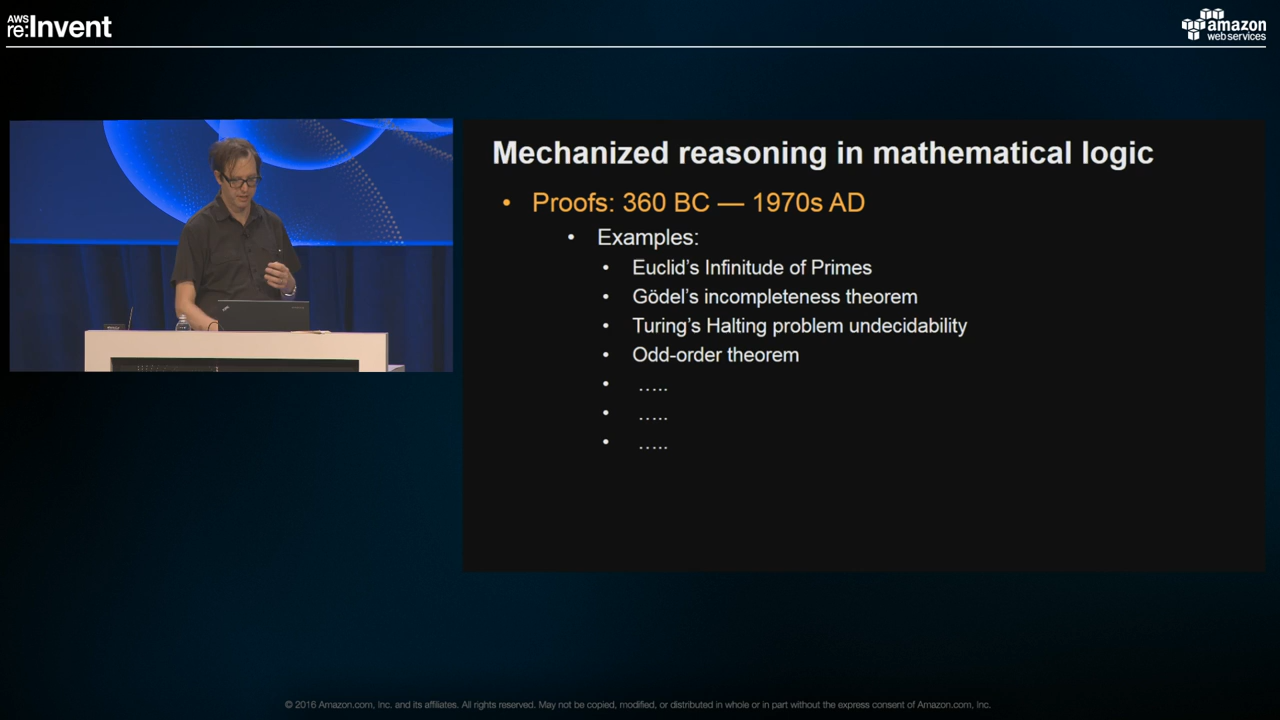 AWS
re:Invent
amazon
web services
Mechanized reasoning in mathematical logic
• Proofs: 360 BC — 1970s AD
• Examples:
• Euclid’s Infinitude of Primes
• Gödel’s incompleteness theorem
• Turing’s Halting problem undecidability
• Odd-order theorem
• …..
• …..
• …..
© 2016 Amazon.com, Inc. and its affiliates. All rights reserved. May not be copied, modified, or distributed in whole or in part without the express consent of Amazon.com, Inc.